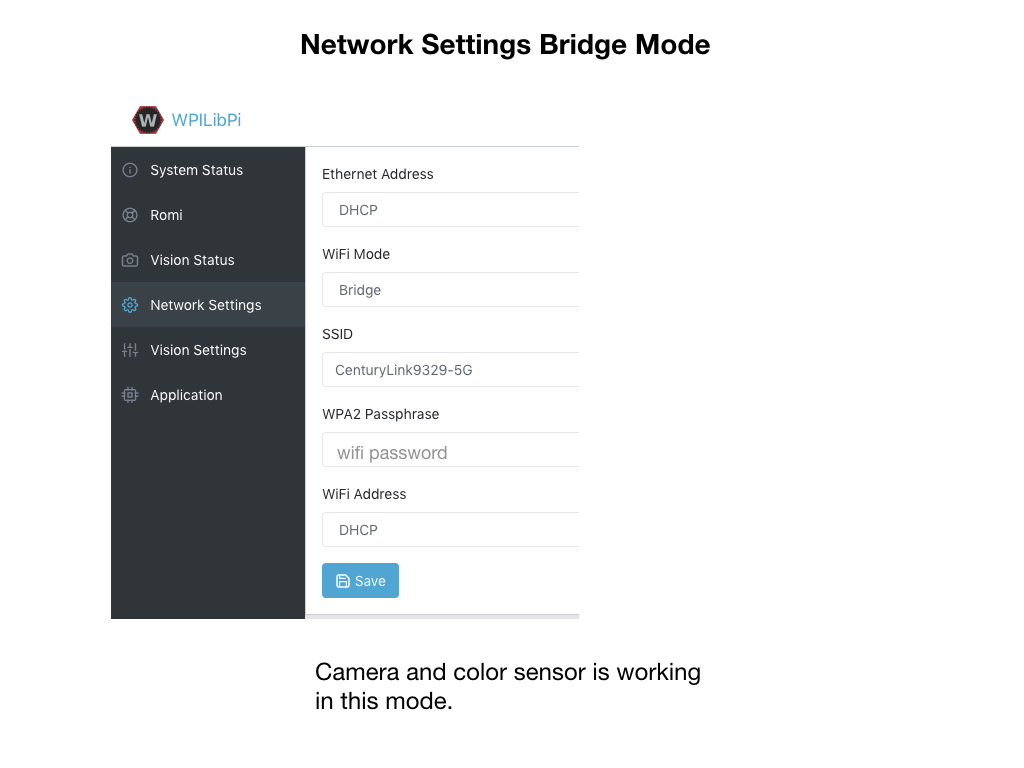 Network Settings Bridge Mode
W WPILibPi
System Status
Romi
Vision Status
Network Settings
Vision Settings
Application
Ethernet Address
DHCP
WiFi Mode
Bridge
SSID
CenturyLink9329-5G
WPA2 Passphrase
wifi password
WiFi Address
DHCP
Save
Camera and color sensor is working
in this mode.